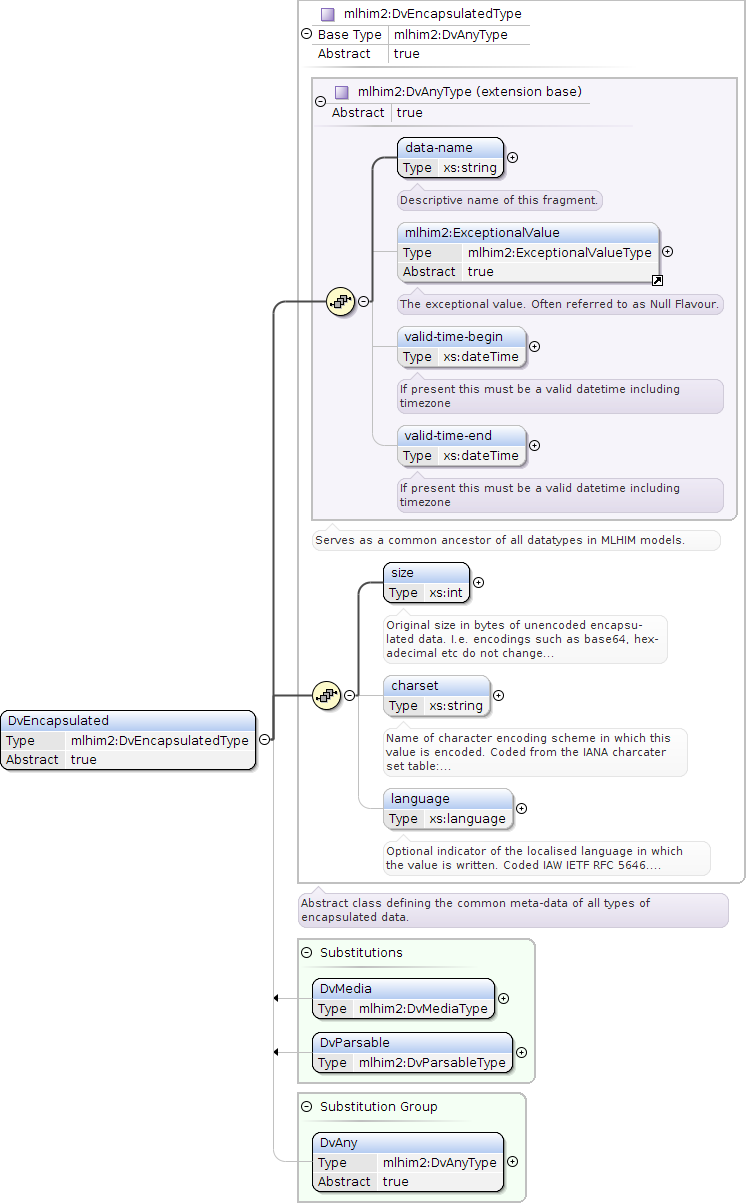 mlhim2:DvEncapsulatedType
Base Type mlhim2:DvAnyType
Abstract true
mlhim2:DvAnyType (extension base)
Abstract true
data-name
Type xs:string
Descriptive name of this fragment.
mlhim2:ExceptionalValue
Type mlhim2:ExceptionalValueType
Abstract true
The exceptional value. Often referred to as Null Flavour.
valid-time-begin
Type xs:dateTime
If present this must be a valid datetime including
timezone
valid-time-end
Type xs:dateTime
If present this must be a valid datetime including
timezone
Serves as a common ancestor of all datatypes in MLHIM models.
size
Type xs:int
Original size in bytes of unencoded encapsu-
lated data. I.e. encodings such as base64, hex-
adecimal etc do not change...
charset
Type xs:string
Name of character encoding scheme in which this
value is encoded. Coded from the IANA charcater
set table:...
language
Type xs:language
Optional indicator of the localised language in which
the value is written. Coded IAW IETF RFC 5646....
DvEncapsulated
Type mlhim2:DvEncapsulatedType
Abstract true
Abstract class defining the common meta-data of all types of
encapsulated data.
Substitutions
DvMedia
Type mlhim2:DvMediaType
DvParsable
Type mlhim2:DvParsableType
Substitution Group
DvAny
Type mlhim2:DvAnyType
Abstract true